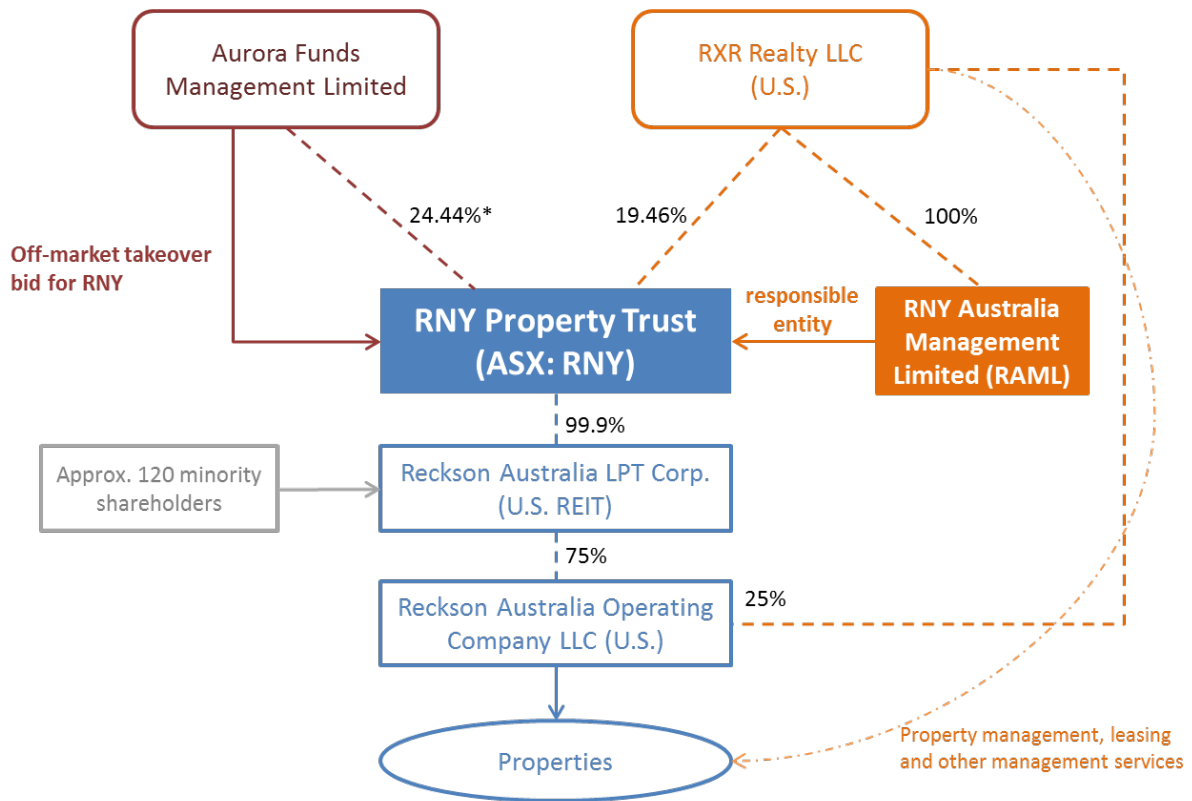 Aurora Funds
Management Limited
RXR Realty LLC
(U.S.)
24.44%*
19.46%
100%
Off-market takeover
bid for RNY
RNY Property Trust
(ASX: RNY)
responsible
entity
RNY Australia
Management
Limited (RAML)
99.9%
Approx. 120 minority
shareholders
Reckson Australia LPT Corp.
(U.S. REIT)
75%
Reckson Australia Operating
Company LLC (U.S.)
25%
Properties
Property management, leasing
and other management services